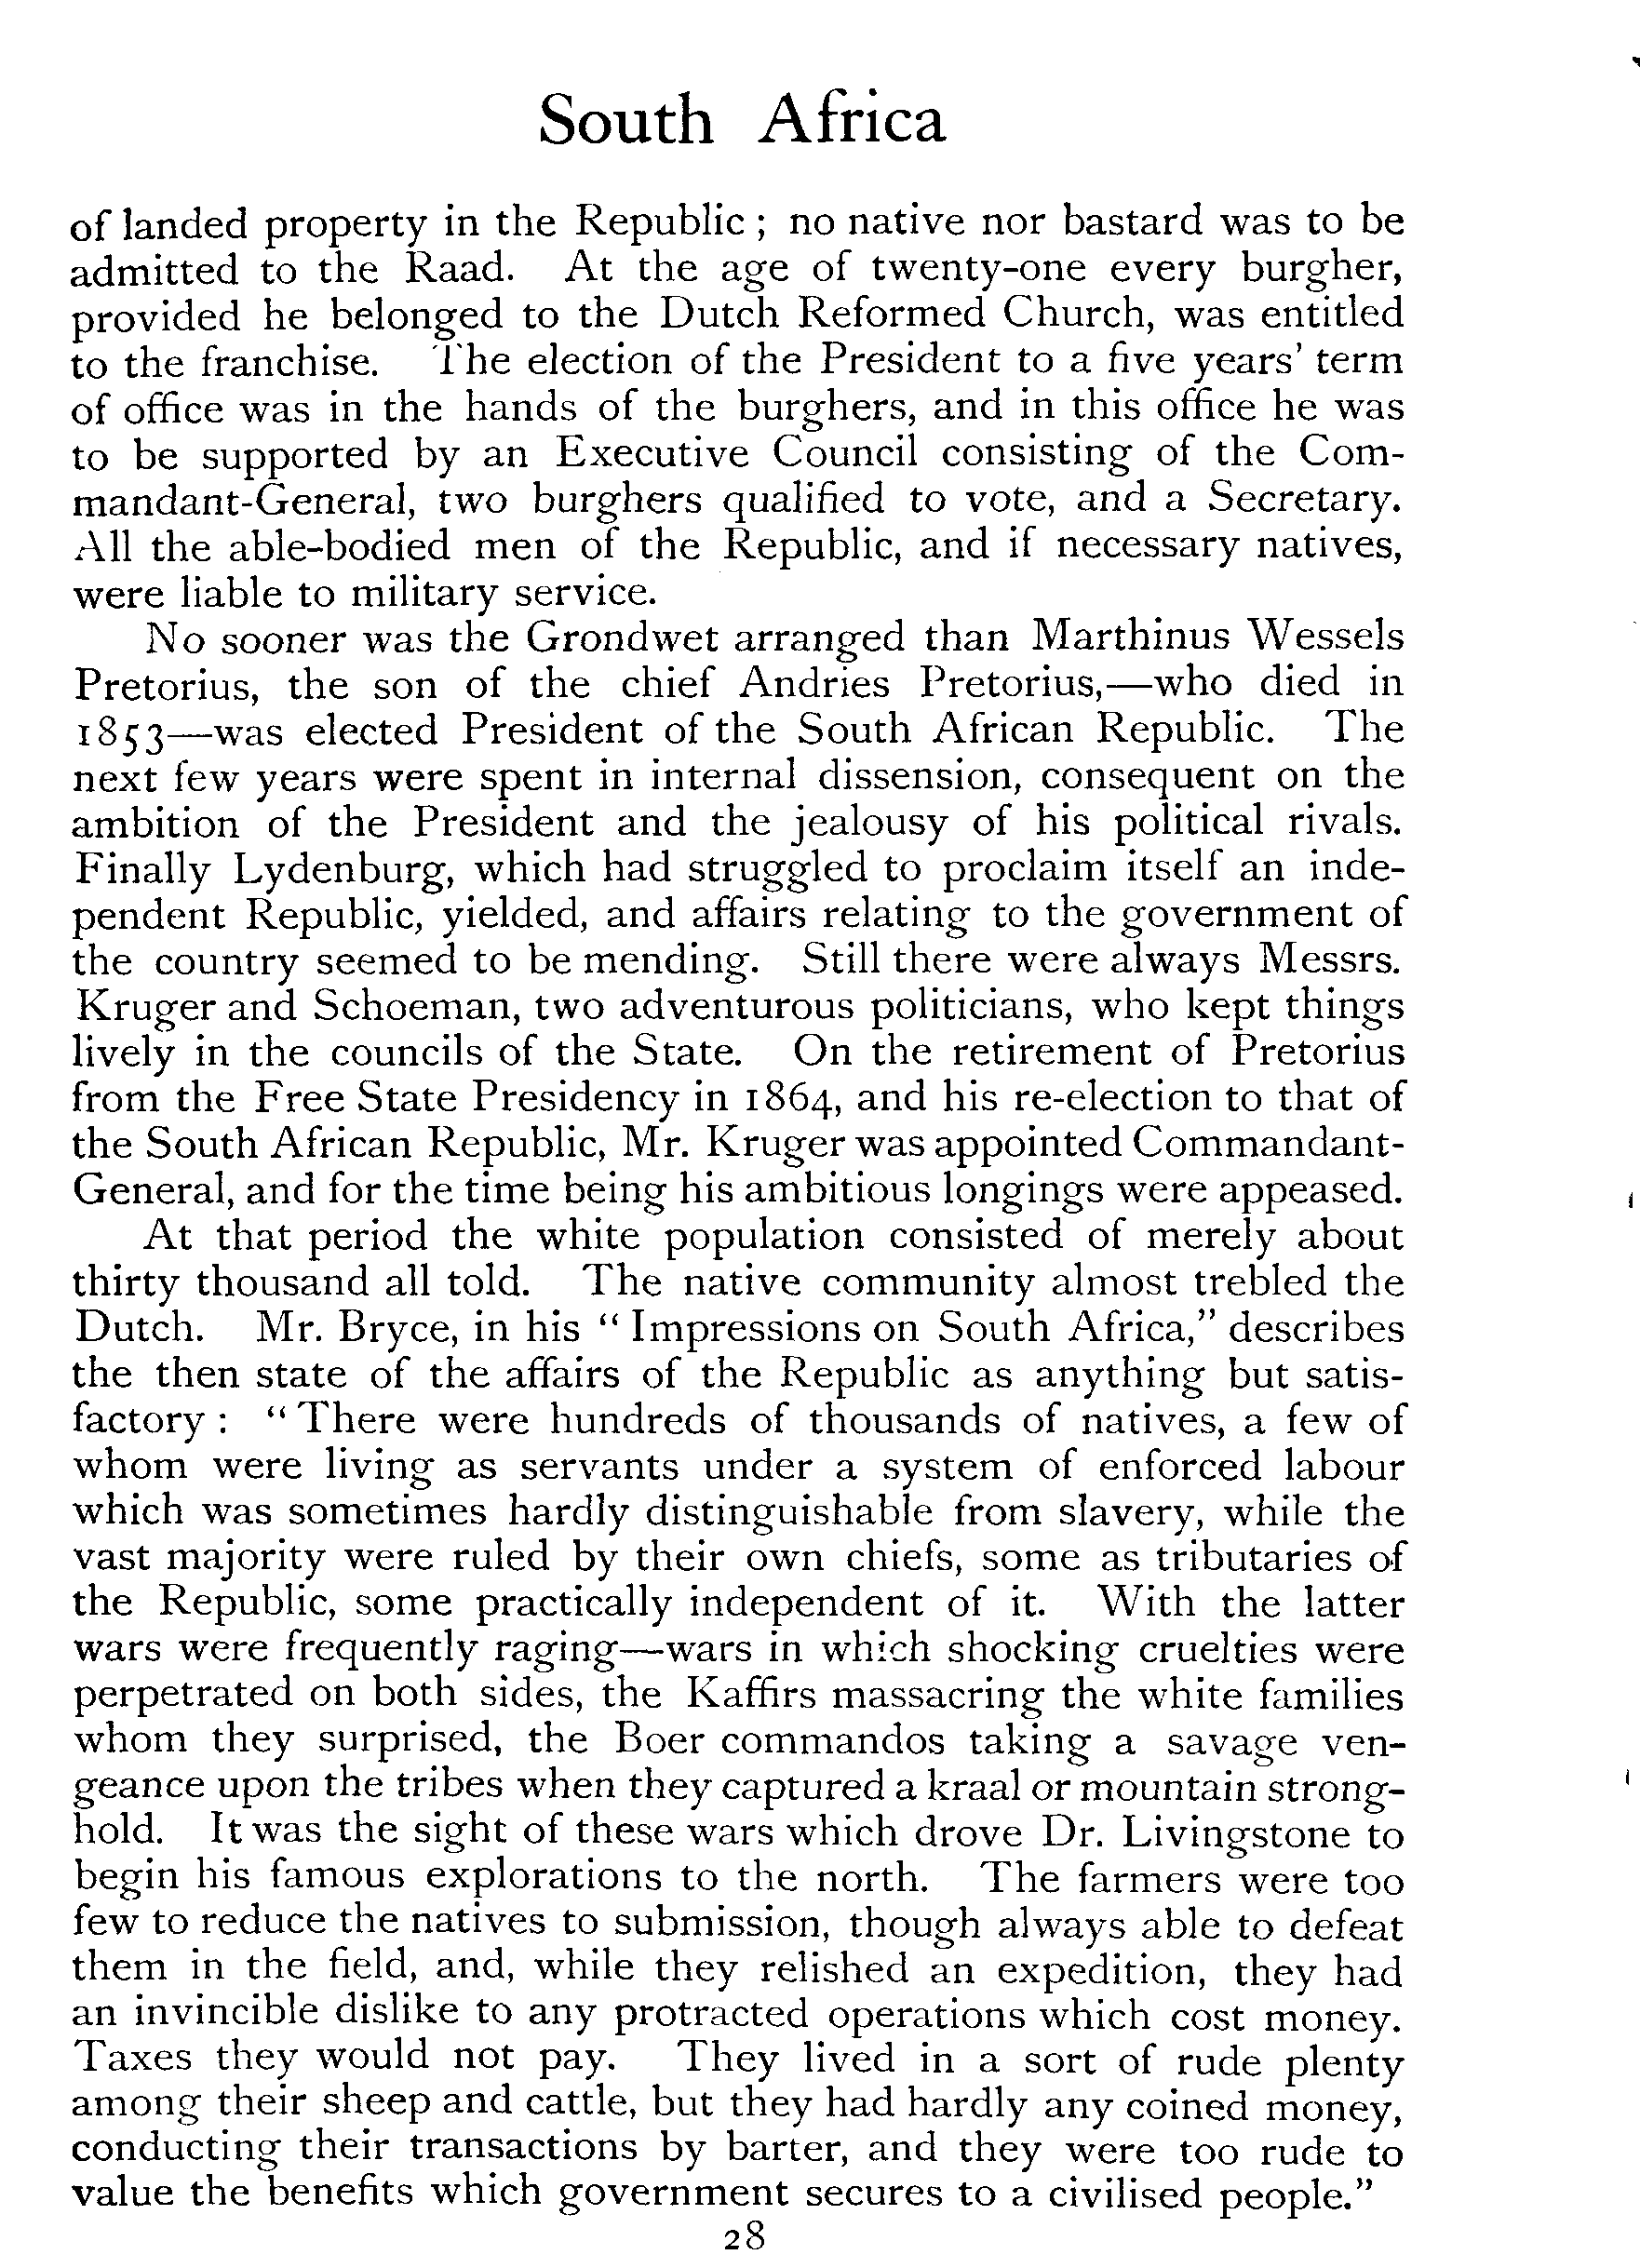 South Africa
of landed property in the Republic ; no native nor bastard was to be
admitted to the Raad. At the age of twenty-one every burgher,
provided he belonged to the Dutch Reformed Church, was entitled
to the franchise. The election of the President to a five years' term
of office was in the hands of the burghers, and in this office he was
to be supported by an Executive Council consisting of the Com-
mandant-General, two burghers qualified to vote, and a Secretary.
All the able-bodied men of the Republic, and if necessary natives,
were liable to military service.
No sooner was the Grondwet arranged than Marthinus Wessels
Pretorius, the son of the chief Andries Pretorius,—who died in
1853—was elected President of the South African Republic. The
next few years were spent in internal dissension, consequent on the
ambition of the President and the jealousy of his political rivals.
Finally Lydenburg, which had struggled to proclaim itself an inde-
pendent Republic, yielded, and affairs relating to the government of
the country seemed to be mending. Still there were always Messrs.
Kruger and Schoeman, two adventurous politicians, who kept things
lively in the councils of the State. On the retirement of Pretorius
from the Free State Presidency in 1864, and his re-election to that of
the South African Republic, Mr. Kruger was appointed Commandant-
General, and for the time being his ambitious longings were appeased.
At that period the white population consisted of merely about
thirty thousand all told. The native community almost trebled the
Dutch. Mr. Bryce, in his “ Impressions on South Africa,” describes
the then state of the affairs of the Republic as anything but satis-
factory : “ There were hundreds of thousands of natives, a few of
whom were living as servants under a system of enforced labour
which was sometimes hardly distinguishable from slavery, while the
vast majority were ruled by their own chiefs, some as tributaries of
the Republic, some practically independent of it. With the latter
wars were frequently raging—wars in which shocking cruelties were
perpetrated on both sides, the Kaffirs massacring the white families
whom they surprised, the Boer commandos taking a savage ven-
geance upon the tribes when they captured a kraal or mountain strong-
hold. It was the sight of these wars which drove Dr. Livingstone to
begin his famous explorations to the north. The farmers were too
few to reduce the natives to submission, though always able to defeat
them in the field, and, while they relished an expedition, they had
an invincible dislike to any protracted operations which cost money.
Taxes they would not pay. They lived in a sort of rude plenty
among their sheep and cattle, but they had hardly any coined money,
conducting their transactions by barter, and they were too rude to
value the benefits which government secures to a civilised people.”
28